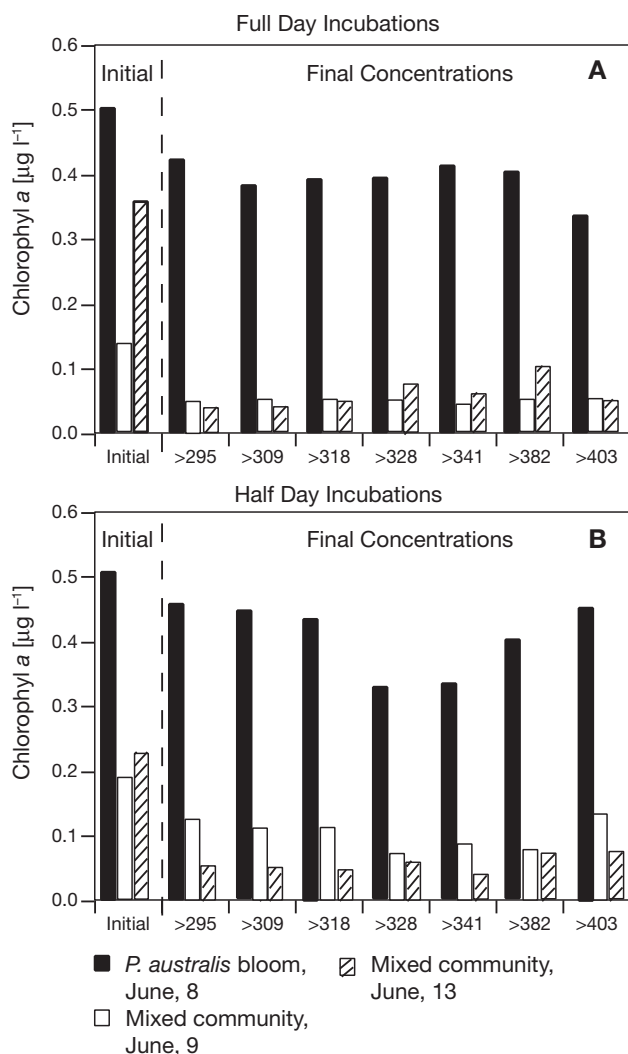 Full Day Incubations
0.6
Initial
Final Concentrations
A
0.5
0.4
0.3
0.2
0.1
0.0
Chlorophyll a [µg l⁻¹]
Initial >295 >309 >318 >328 >341 >382 >403
Half Day Incubations
0.6
Initial
Final Concentrations
B
0.5
0.4
0.3
0.2
0.1
0.0
Chlorophyl a [µg l⁻¹]
Initial >295 >309 >318 >328 >341 >382 >403
P. australis bloom,
June, 8
Mixed community,
June, 13
Mixed community,
June, 9